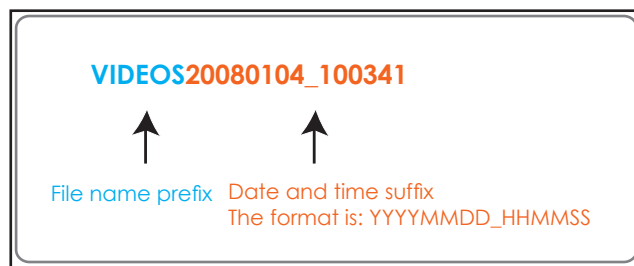 VIDEOS20080104_100341
File name prefix
Date and time suffix
The format is: YYYYMMDD_HHMMSS